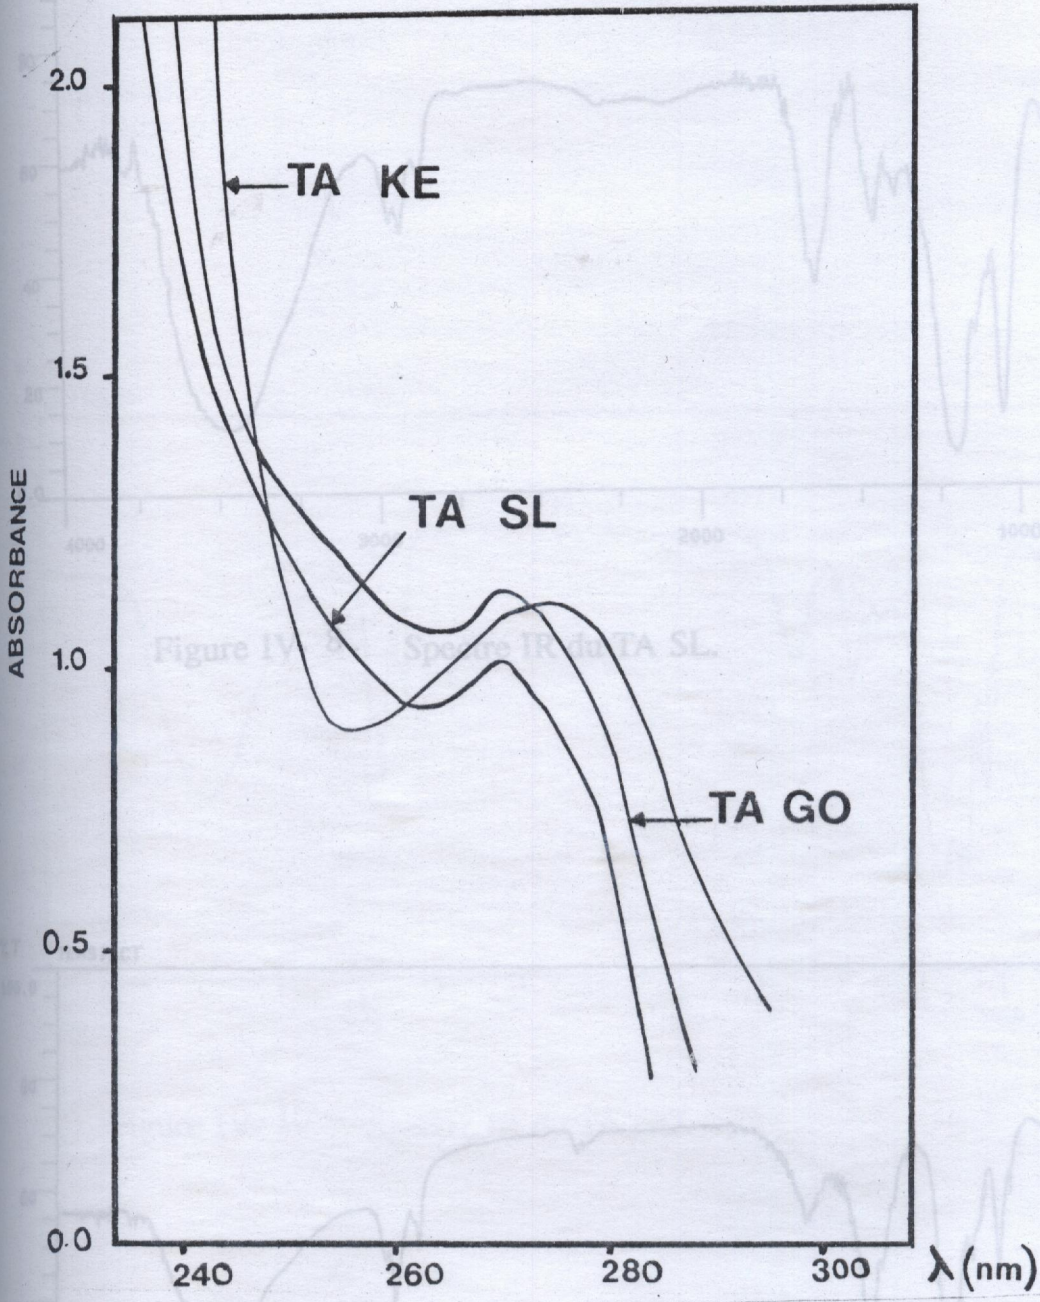 2.0
TA KE
1.5
ABSORBANCE
TA SL
1.0
Figure IV
Spectre IR du TA SL.
TA GO
0.5
0.0
240 260 280 300 λ(nm)
4000 3000 2000 1000